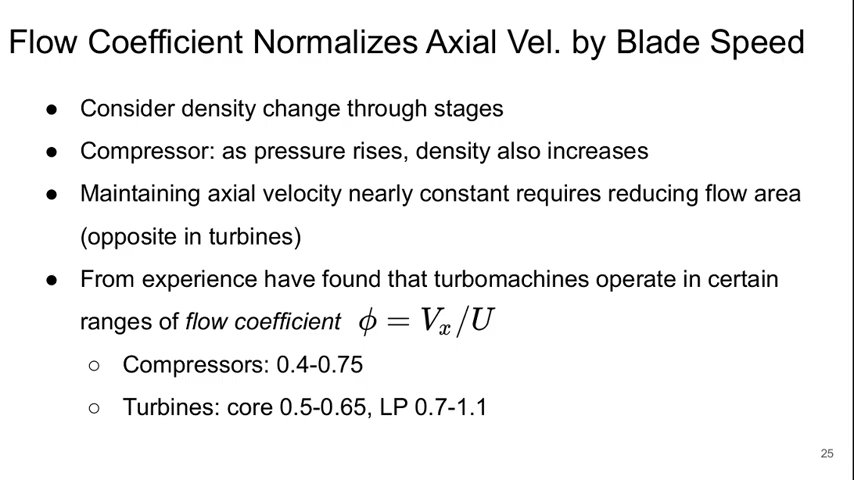 Flow Coefficient Normalizes Axial Vel. by Blade Speed
● Consider density change through stages
● Compressor: as pressure rises, density also increases
● Maintaining axial velocity nearly constant requires reducing flow area
(opposite in turbines)
● From experience have found that turbomachines operate in certain
ranges of flow coefficient ϕ = Vₓ/U
○ Compressors: 0.4-0.75
○ Turbines: core 0.5-0.65, LP 0.7-1.1
25